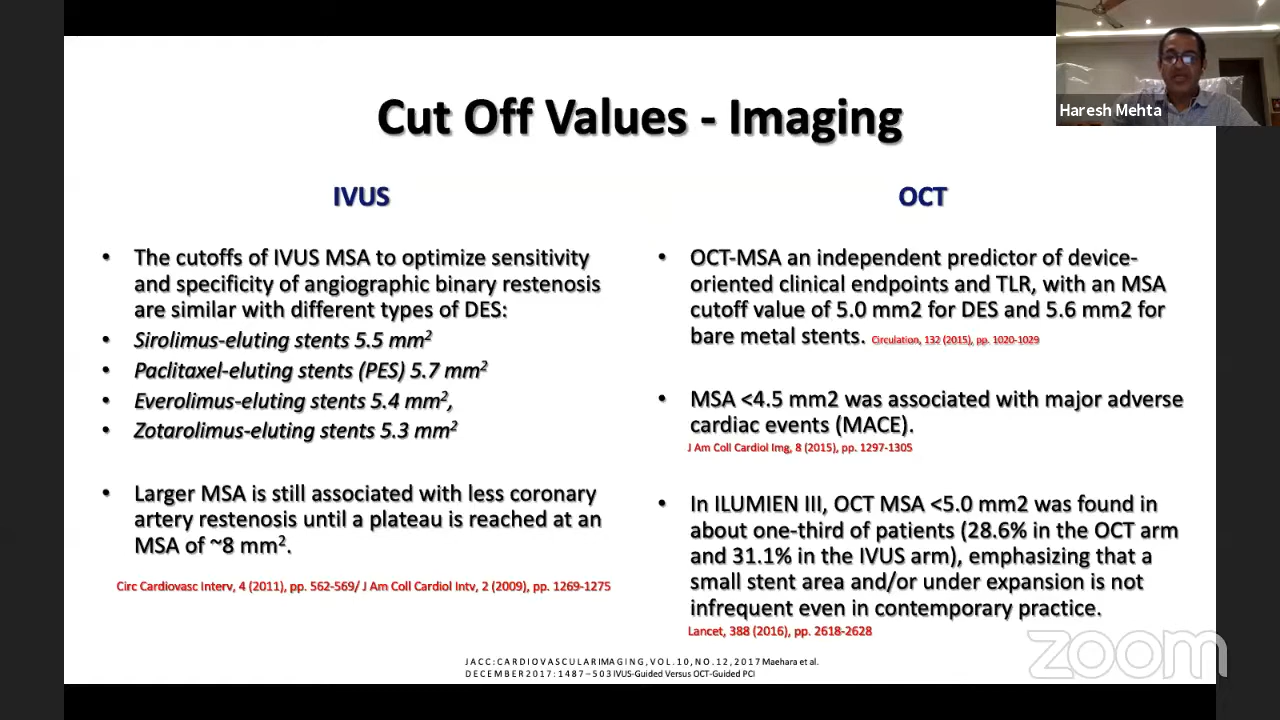 Haresh Mehta
Cut Off Values - Imaging
IVUS
• The cutoffs of IVUS MSA to optimize sensitivity
and specificity of angiographic binary restenosis
are similar with different types of DES:
• Sirolimus-eluting stents 5.5 mm²
• Paclitaxel-eluting stents (PES) 5.7 mm²
• Everolimus-eluting stents 5.4 mm²,
• Zotarolimus-eluting stents 5.3 mm²
• Larger MSA is still associated with less coronary
artery restenosis until a plateau is reached at an
MSA of ~8 mm².
Circ Cardiovasc Interv, 4 (2011), pp. 562-569/ J Am Coll Cardiol Intv, 2 (2009), pp. 1269-1275
OCT
• OCT-MSA an independent predictor of device-
oriented clinical endpoints and TLR, with an MSA
cutoff value of 5.0 mm2 for DES and 5.6 mm2 for
bare metal stents. Circulation, 132 (2015), pp. 1020-1029
• MSA <4.5 mm2 was associated with major adverse
cardiac events (MACE).
J Am Coll Cardiol Img, 8 (2015), pp. 1297-1305
• In ILUMIEN III, OCT MSA <5.0 mm2 was found in
about one-third of patients (28.6% in the OCT arm
and 31.1% in the IVUS arm), emphasizing that a
small stent area and/or under expansion is not
infrequent even in contemporary practice.
Lancet, 388 (2016), pp. 2618-2628
JACC:CARDIOVASCULARIMAGING,VOL.10,NO.12,2017 Maehara et al.
DECEMBER2017:1487–503 IVUS-Guided Versus OCT-Guided PCI
zoom